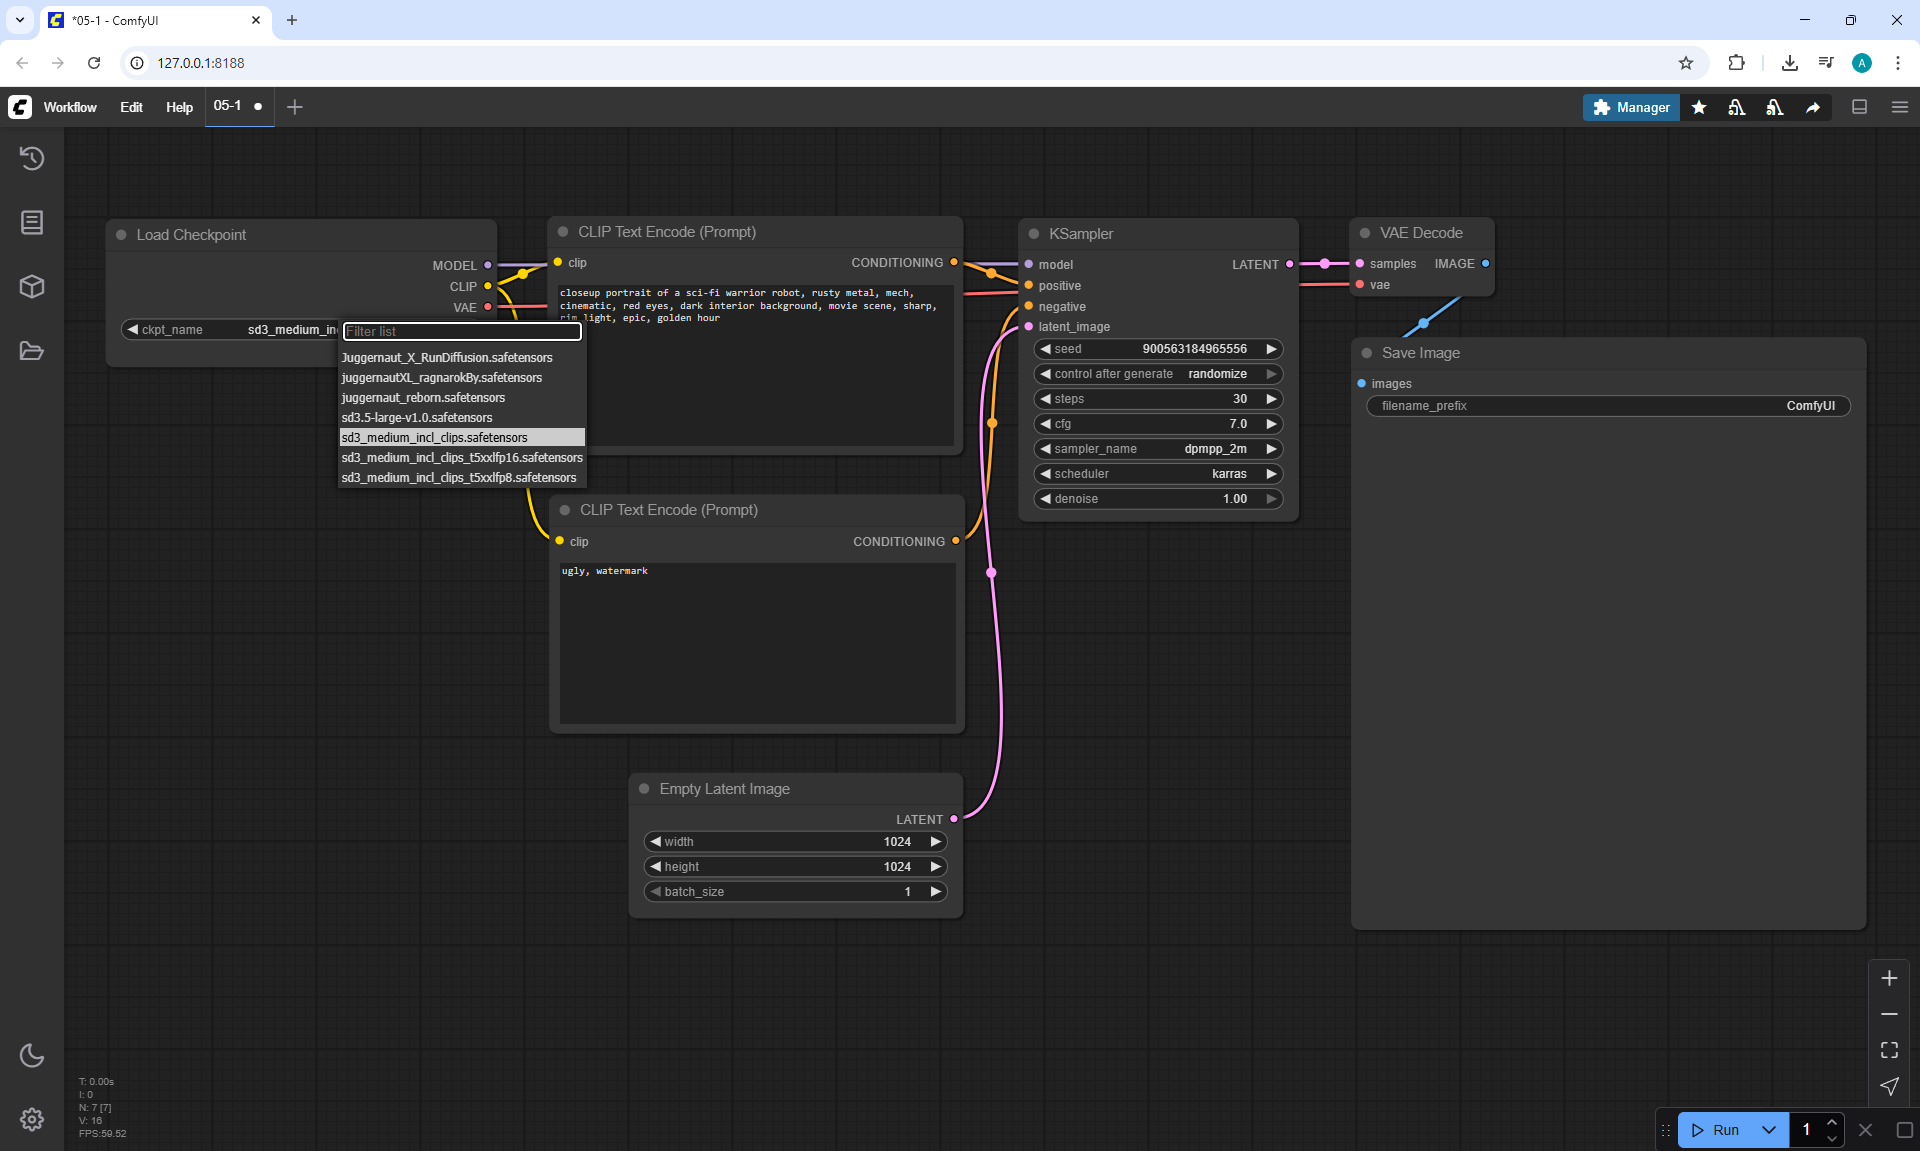 *05-1 - ComfyUI
127.0.0.1:8188
A
Workflow Edit Help 05-1
Manager
Load Checkpoint
MODEL
CLIP
VAE
ckpt_name sd3_medium_in
Filter list
Juggernaut_X_RunDiffusion.safetensors
juggernautXL_ragnarokBy.safetensors
juggernaut_reborn.safetensors
sd3.5-large-v1.0.safetensors
sd3_medium_incl_clips.safetensors
sd3_medium_incl_clips_t5xxlfp16.safetensors
sd3_medium_incl_clips_t5xxlfp8.safetensors
CLIP Text Encode (Prompt)
clip CONDITIONING
closeup portrait of a sci-fi warrior robot, rusty metal, mech,
cinematic, red eyes, dark interior background, movie scene, sharp,
rim light, epic, golden hour
CLIP Text Encode (Prompt)
clip CONDITIONING
ugly, watermark
Empty Latent Image
LATENT
width 1024
height 1024
batch_size 1
KSampler
model LATENT
positive
negative
latent_image
seed 900563184965556
control after generate randomize
steps 30
cfg 7.0
sampler_name dpmpp_2m
scheduler karras
denoise 1.00
VAE Decode
samples IMAGE
vae
Save Image
images
filename_prefix ComfyUI
T: 0.00s
I: 0
N: 7 [7]
V: 16
FPS:59.52
Run 1